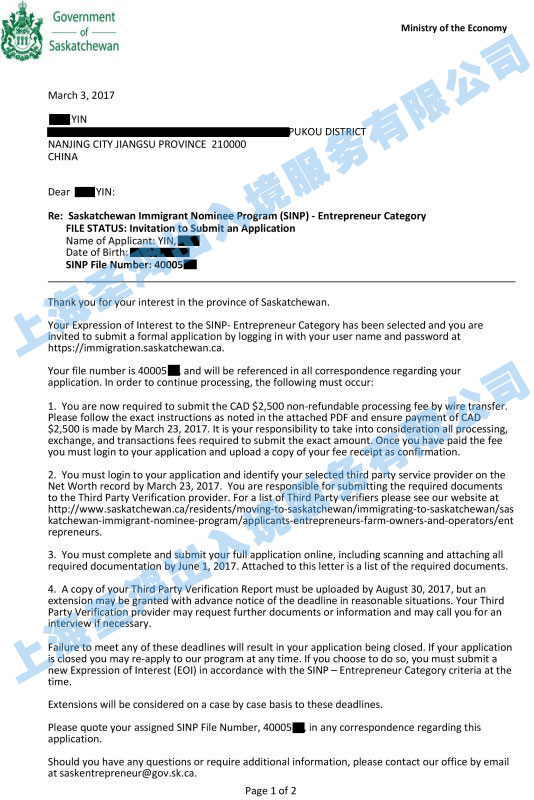 Government
of
Saskatchewan
Ministry of the Economy
March 3, 2017
YIN
PUKOU DISTRICT
NANJING CITY JIANGSU PROVINCE 210000
CHINA
Dear YIN:
Re: Saskatchewan Immigrant Nominee Program (SINP) - Entrepreneur Category
FILE STATUS: Invitation to Submit an Application
Name of Applicant: YIN,
Date of Birth:
SINP File Number: 40005
Thank you for your interest in the province of Saskatchewan.
Your Expression of Interest to the SINP- Entrepreneur Category has been selected and you are
invited to submit a formal application by logging in with your user name and password at
https://immigration.saskatchewan.ca.
Your file number is 40005 , and will be referenced in all correspondence regarding your
application. In order to continue processing, the following must occur:
1. You are now required to submit the CAD $2,500 non-refundable processing fee by wire transfer.
Please follow the exact instructions as noted in the attached PDF and ensure payment of CAD
$2,500 is made by March 23, 2017. It is your responsibility to take into consideration all processing,
exchange, and transactions fees required to submit the exact amount. Once you have paid the fee
you must login to your application and upload a copy of your fee receipt as confirmation.
2. You must login to your application and identify your selected third party service provider on the
Net Worth record by March 23, 2017. You are responsible for submitting the required documents
to the Third Party Verification provider. For a list of Third Party verifiers please see our website at
http://www.saskatchewan.ca/residents/moving-to-saskatchewan/immigrating-to-saskatchewan/sas
katchewan-immigrant-nominee-program/applicants-entrepreneurs-farm-owners-and-operators/ent
repreneurs.
3. You must complete and submit your full application online, including scanning and attaching all
required documentation by June 1, 2017. Attached to this letter is a list of the required documents.
4. A copy of your Third Party Verification Report must be uploaded by August 30, 2017, but an
extension may be granted with advance notice of the deadline in reasonable situations. Your Third
Party Verification provider may request further documents or information and may call you for an
interview if necessary.
Failure to meet any of these deadlines will result in your application being closed. If your application
is closed you may re-apply to our program at any time. If you choose to do so, you must submit a
new Expression of Interest (EOI) in accordance with the SINP – Entrepreneur Category criteria at the
time.
Extensions will be considered on a case by case basis to these deadlines.
Please quote your assigned SINP File Number, 40005 , in any correspondence regarding this
application.
Should you have any questions or require additional information, please contact our office by email
at saskentrepreneur@gov.sk.ca.
Page 1 of 2
上海圣鸿出入境服务有限公司
上海圣鸿出入境服务有限公司